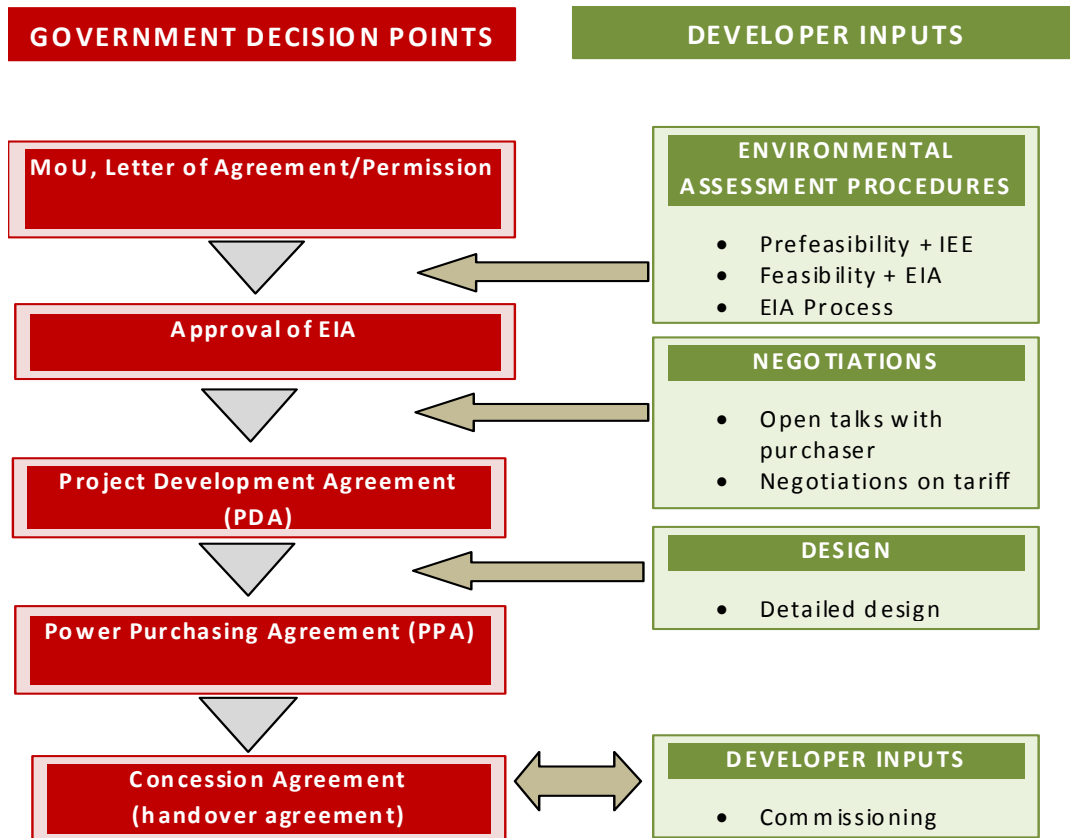 GOVERNMENT DECISION POINTS
DEVELOPER INPUTS
MoU, Letter of Agreement/Permission
Approval of EIA
Project Development Agreement
(PDA)
Power Purchasing Agreement (PPA)
Concession Agreement
(handover agreement)
ENVIRONMENTAL
ASSESSMENT PROCEDURES
• Prefeasibility + IEE
• Feasibility + EIA
• EIA Process
NEGOTIATIONS
• Open talks with
purchaser
• Negotiations on tariff
DESIGN
• Detailed design
DEVELOPER INPUTS
• Commissioning